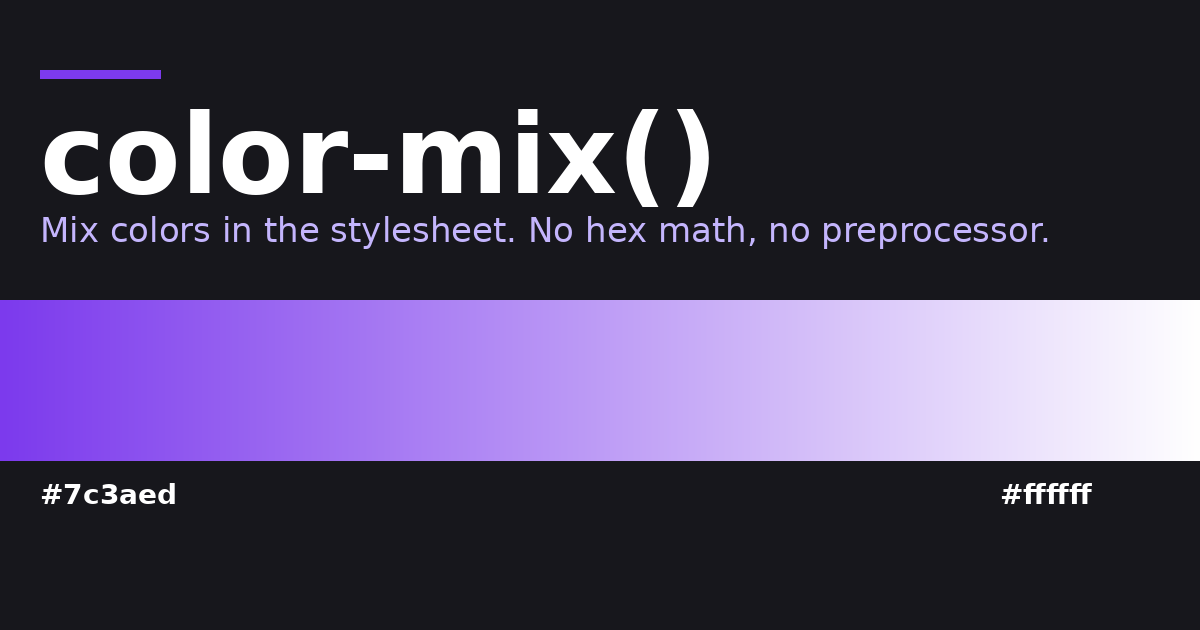 color-mix()
Mix colors in the stylesheet. No hex math, no preprocessor.
#7c3aed
#ffffff